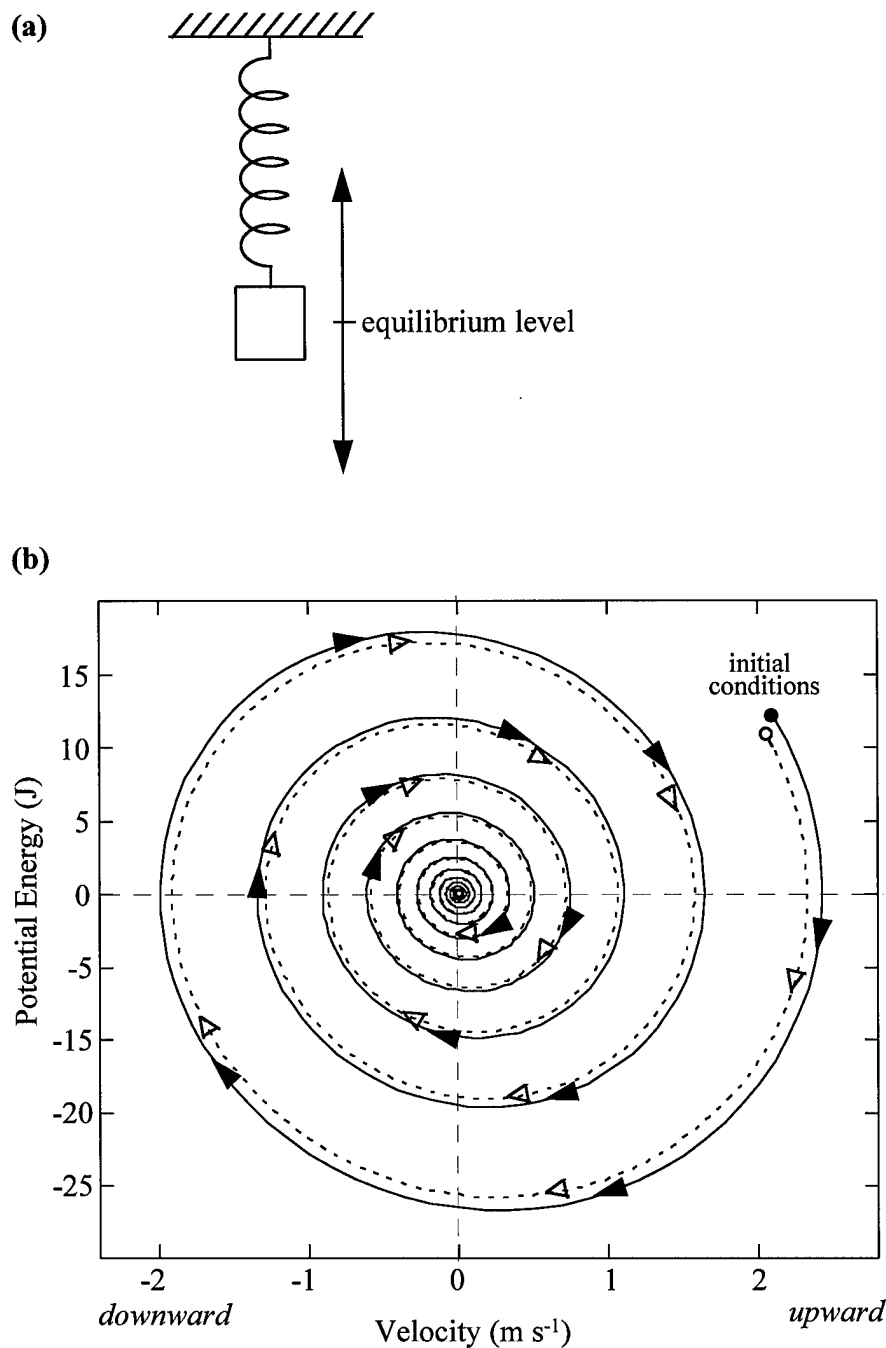 (a)
equilibrium level
(b)
initial
conditions
15
10
5
0
-5
-15
-20
-25
Potential Energy (J)
-2
-1
0
1
2
downward
Velocity (m s⁻¹)
upward